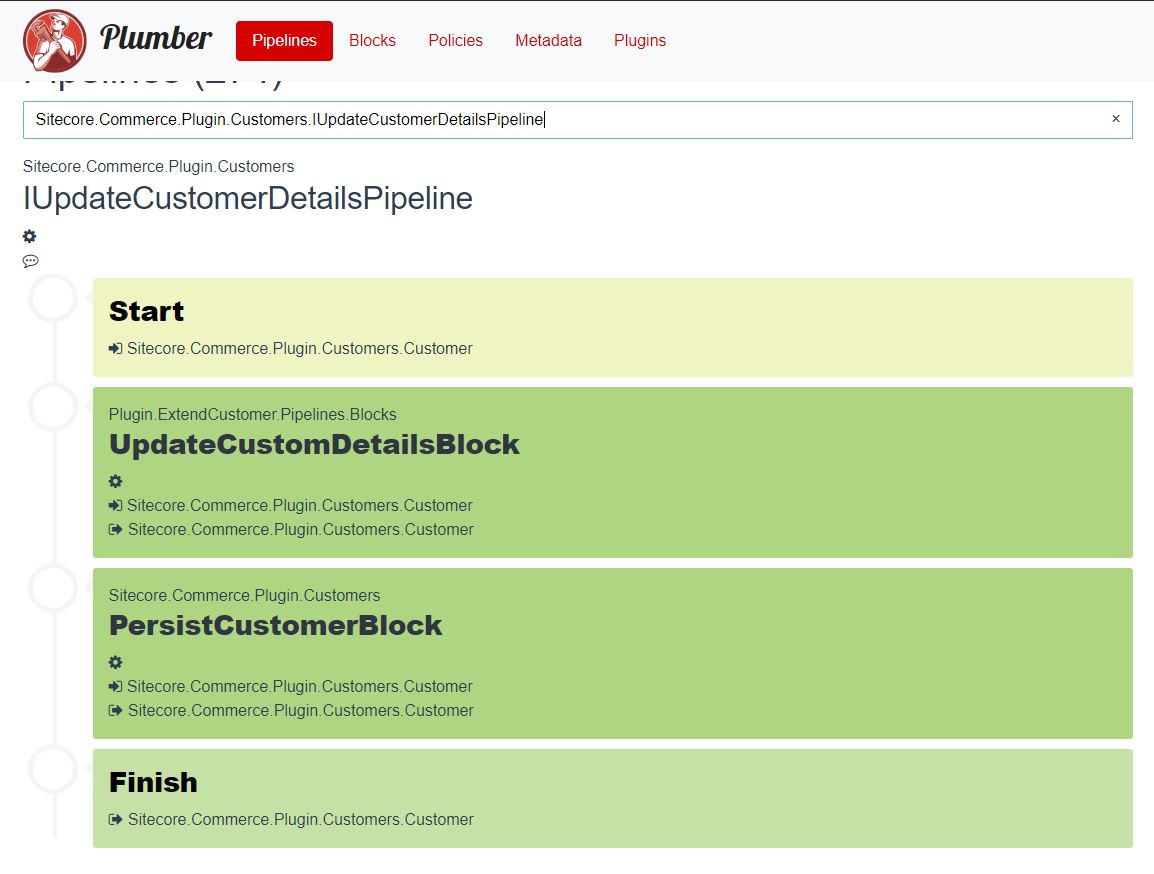 Plumber Pipelines Blocks Policies Metadata Plugins
Sitecore.Commerce.Plugin.Customers.IUpdateCustomerDetailsPipeline ×
Sitecore.Commerce.Plugin.Customers
IUpdateCustomerDetailsPipeline
Start
Sitecore.Commerce.Plugin.Customers.Customer
Plugin.ExtendCustomer.Pipelines.Blocks
UpdateCustomDetailsBlock
Sitecore.Commerce.Plugin.Customers.Customer
Sitecore.Commerce.Plugin.Customers.Customer
Sitecore.Commerce.Plugin.Customers
PersistCustomerBlock
Sitecore.Commerce.Plugin.Customers.Customer
Sitecore.Commerce.Plugin.Customers.Customer
Finish
Sitecore.Commerce.Plugin.Customers.Customer